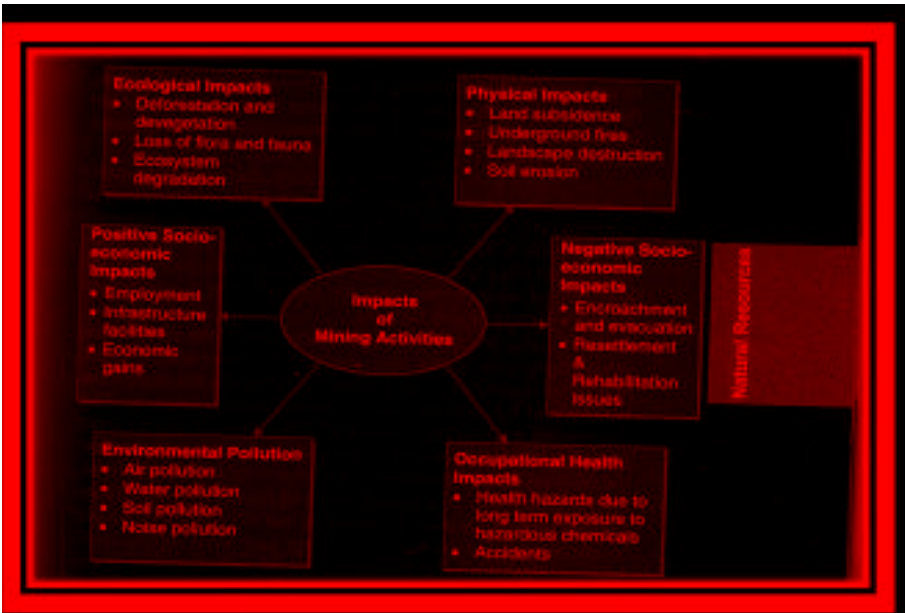 Ecological Impacts
• Deforestation and
devegetation
• Loss of flora and fauna
• Ecosystem
degradation
Physical Impacts
• Land subsidence
• Underground fires
• Landscape destruction
• Soil erosion
Positive Socio-
economic
Impacts
• Employment
• Infrastructure
facilities
• Economic
gains
Impacts
of
Mining Activities
Negative Socio-
economic
Impacts
• Encroachment
and evacuation
• Resettlement
&
Rehabilitation
Issues
Natural Resources
Environmental Pollution
• Air pollution
• Water pollution
• Soil pollution
• Noise pollution
Occupational Health
Impacts
• Health hazards due to
long term exposure to
hazardous chemicals
• Accidents